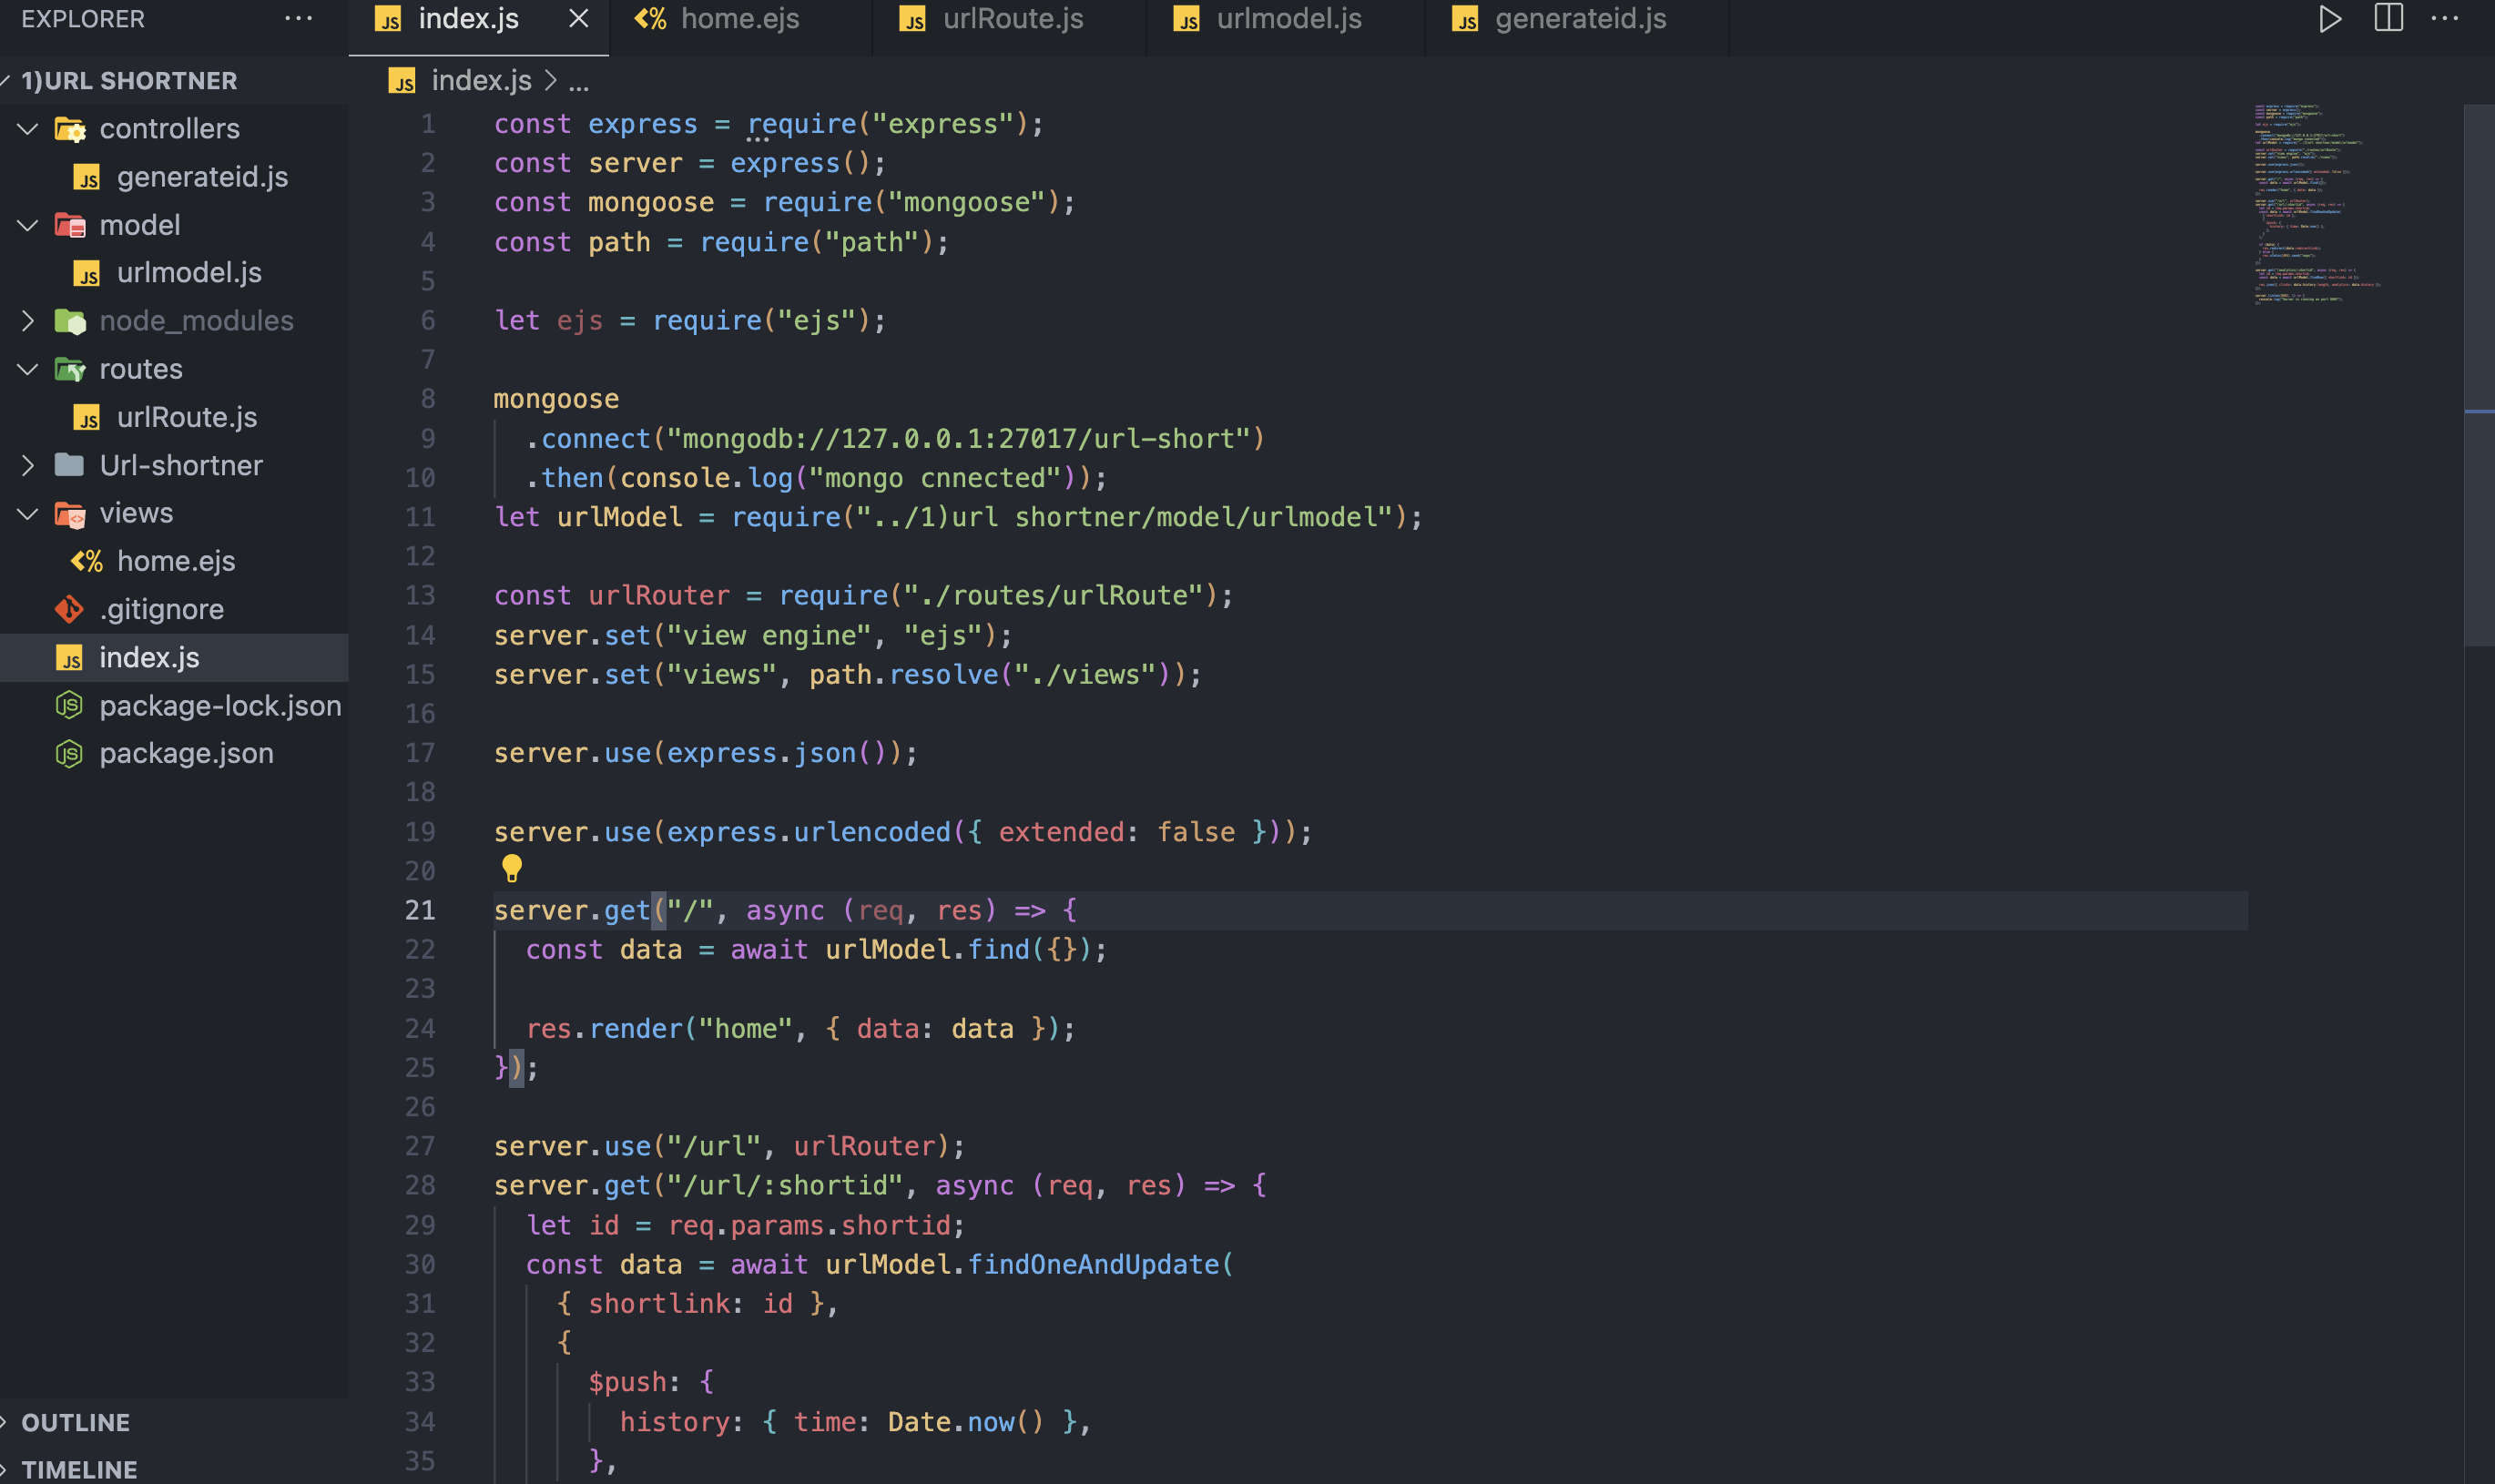 EXPLORER
index.js
home.ejs
urlRoute.js
urlmodel.js
generateid.js
1)URL SHORTNER
controllers
generateid.js
model
urlmodel.js
node_modules
routes
urlRoute.js
Url-shortner
views
home.ejs
.gitignore
index.js
package-lock.json
package.json
OUTLINE
TIMELINE
index.js > ...
1 const express = require("express");
2 const server = express();
3 const mongoose = require("mongoose");
4 const path = require("path");
5
6 let ejs = require("ejs");
7
8 mongoose
9 .connect("mongodb://127.0.0.1:27017/url-short")
10 .then(console.log("mongo cnnected"));
11 let urlModel = require("../1)url shortner/model/urlmodel");
12
13 const urlRouter = require("./routes/urlRoute");
14 server.set("view engine", "ejs");
15 server.set("views", path.resolve("./views"));
16
17 server.use(express.json());
18
19 server.use(express.urlencoded({ extended: false }));
20
21 server.get("/", async (req, res) => {
22 const data = await urlModel.find({});
23
24 res.render("home", { data: data });
25 });
26
27 server.use("/url", urlRouter);
28 server.get("/url/:shortid", async (req, res) => {
29 let id = req.params.shortid;
30 const data = await urlModel.findOneAndUpdate(
31 { shortlink: id },
32 {
33 $push: {
34 history: { time: Date.now() },
35 },